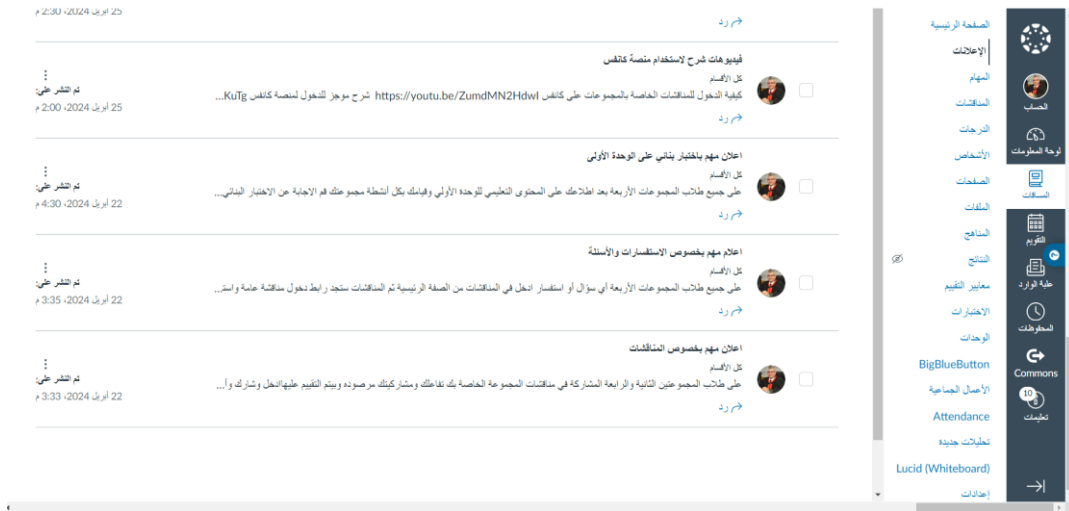 الصفحة الرئيسية
الإعلانات
المهام
المناقشات
الدرجات
الأشخاص
الصفحات
الملفات
المناهج
النتائج
معايير التقييم
الاختبارات
الوحدات
BigBlueButton
الأعمال الجماعية
Attendance
تحليلات جديدة
Lucid (Whiteboard)
إعدادات
الحساب
لوحة المعلومات
المساقات
التقويم
علبة الوارد
المحفوظات
Commons
10
تعليمات
25 أبريل 2024، 2:30 م
رد
فيديوهات شرح لاستخدام منصة كانفس
كل الأقسام
كيفية الدخول للمناقشات الخاصة بالمجموعات على كانفس https://youtu.be/ZumdMN2HdwI شرح موجز للدخول لمنصة كانفس KuTg...
رد
تم النشر على:
25 أبريل 2024، 2:00 م
اعلان مهم باختبار بنائي على الوحدة الأولى
كل الأقسام
على جميع طلاب المجموعات الأربعة بعد اطلاعك على المحتوى التعليمي للوحده الأولي وقيامك بكل أنشطة مجموعتك قم الاجابة عن الاختبار البنائي...
رد
تم النشر على:
22 أبريل 2024، 4:30 م
اعلام مهم بخصوص الاستفسارات والأسئلة
كل الأقسام
على جميع طلاب المجموعات الأربعة أي سؤال أو استفسار ادخل في المناقشات من الصفة الرئيسية ثم المناقشات ستجد رابط دخول مناقشة عامة واستر...
رد
تم النشر على:
22 أبريل 2024، 3:35 م
اعلان مهم بخصوص المناقشات
كل الأقسام
على طلاب المجموعتين الثانية والرابعة المشاركة في مناقشات المجموعة الخاصة بك تفاعلك ومشاركيتك مرصوده وبيتم التقييم عليهاادخل وشارك وأ...
رد
تم النشر على:
22 أبريل 2024، 3:33 م